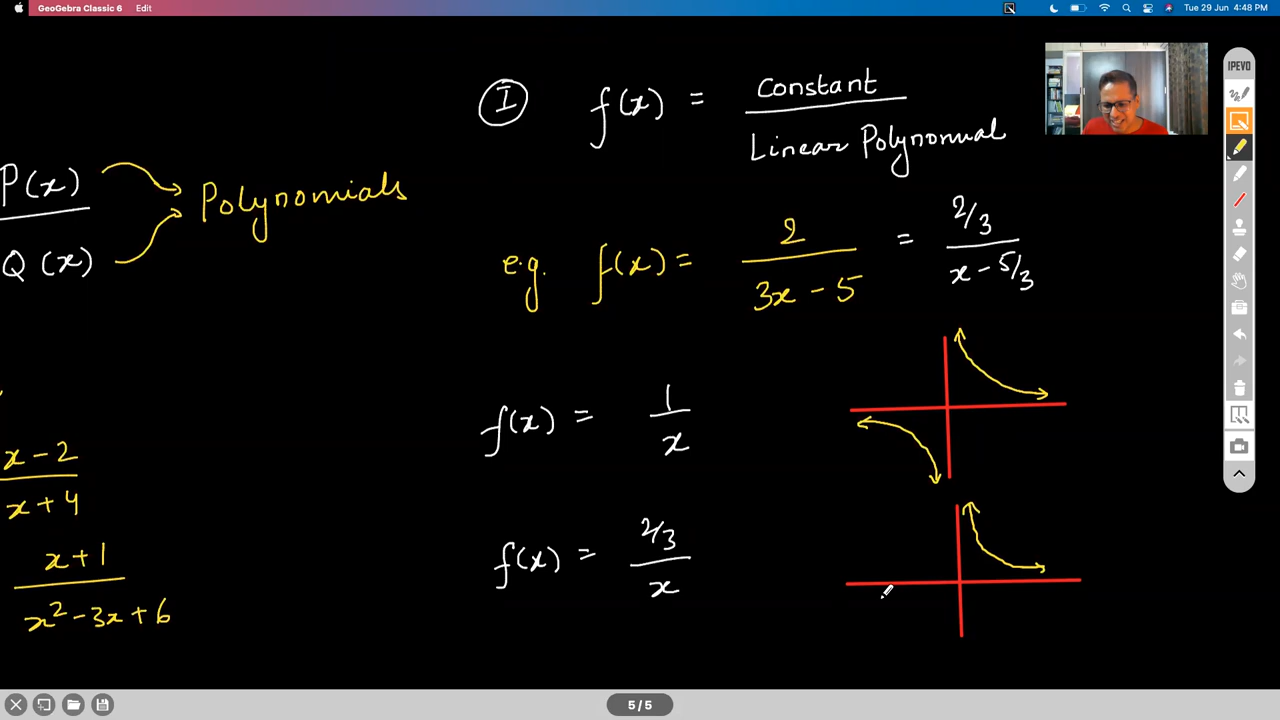 GeoGebra Classic 6 Edit
Tue 29 Jun 4:48 PM
IPEVO
I f(x) = Constant / Linear Polynomial
P(x) / Q(x) Polynomials
e.g. f(x) = 2 / 3x - 5 = 2/3 / x - 5/3
f(x) = 1 / x
x - 2 / x + 4
f(x) = 2/3 / x
x + 1 / x² - 3x + 6
5/5